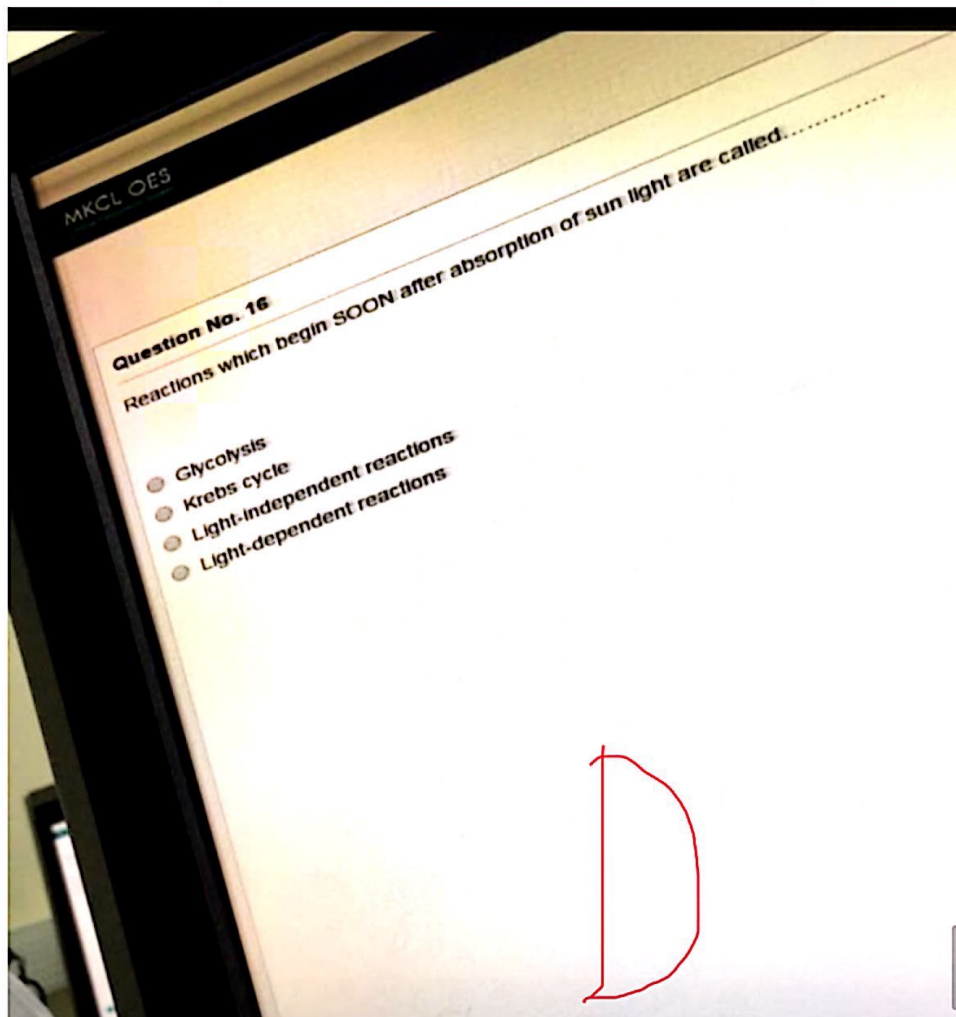 MKCL OES
Question No. 16
Reactions which begin SOON after absorption of sun light are called..............
Glycolysis
Krebs cycle
Light-independent reactions
Light-dependent reactions
D